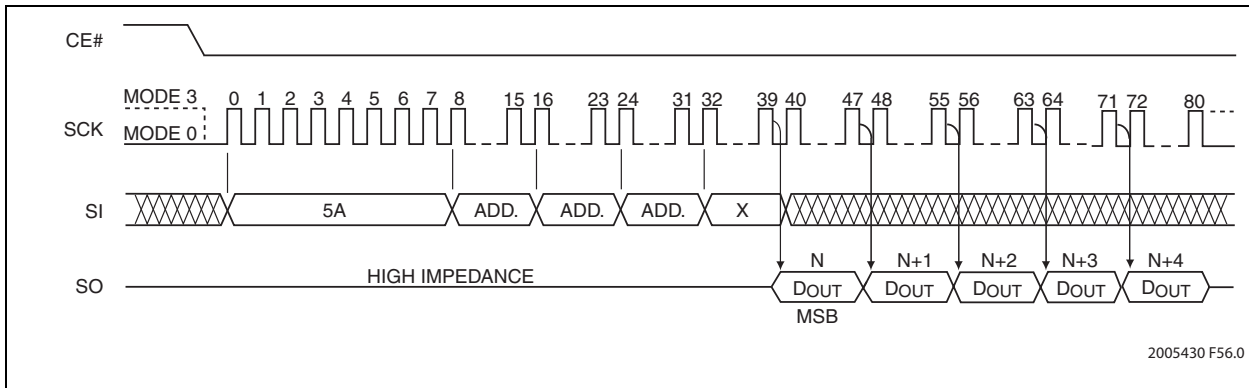 CE#
MODE 3
0 1 2 3 4 5 6 7 8 15 16 23 24 31 32 39 40 47 48 55 56 63 64 71 72 80
SCK
MODE 0
SI
5A
ADD.
ADD.
ADD.
X
N
N+1
N+2
N+3
N+4
SO
HIGH IMPEDANCE
DOUT
DOUT
DOUT
DOUT
DOUT
MSB
2005430 F56.0